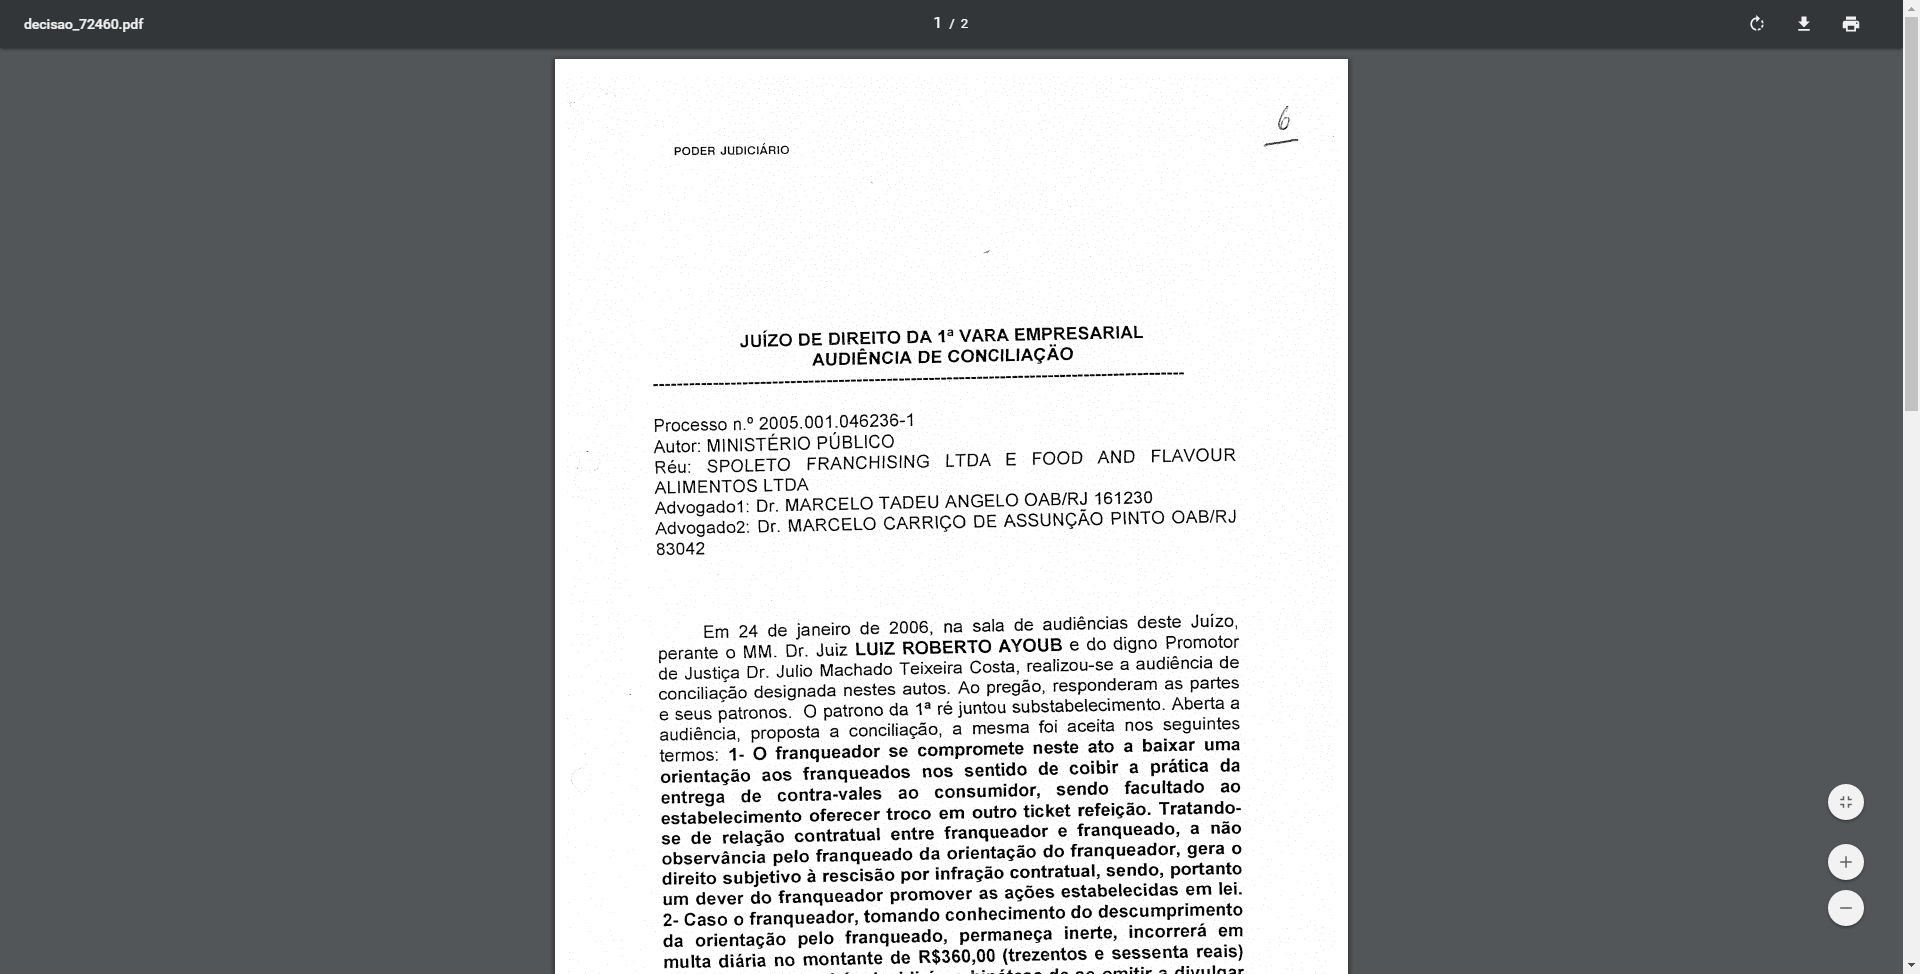 decisao_72460.pdf
1 / 2
6
PODER JUDICIÁRIO
JUÍZO DE DIREITO DA 1ª VARA EMPRESARIAL
AUDIÊNCIA DE CONCILIAÇÃO
Processo n.º 2005.001.046236-1
Autor: MINISTÉRIO PÚBLICO
Réu: SPOLETO FRANCHISING LTDA E FOOD AND FLAVOUR
ALIMENTOS LTDA
Advogado1: Dr. MARCELO TADEU ANGELO OAB/RJ 161230
Advogado2: Dr. MARCELO CARRIÇO DE ASSUNÇÃO PINTO OAB/RJ
83042
Em 24 de janeiro de 2006, na sala de audiências deste Juízo,
perante o MM. Dr. Juiz LUIZ ROBERTO AYOUB e do digno Promotor
de Justiça Dr. Julio Machado Teixeira Costa, realizou-se a audiência de
conciliação designada nestes autos. Ao pregão, responderam as partes
e seus patronos. O patrono da 1ª ré juntou substabelecimento. Aberta a
audiência, proposta a conciliação, a mesma foi aceita nos seguintes
termos: 1- O franqueador se compromete neste ato a baixar uma
orientação aos franqueados nos sentido de coibir a prática da
entrega de contra-vales ao consumidor, sendo facultado ao
estabelecimento oferecer troco em outro ticket refeição. Tratando-
se de relação contratual entre franqueador e franqueado, a não
observância pelo franqueado da orientação do franqueador, gera o
direito subjetivo à rescisão por infração contratual, sendo, portanto
um dever do franqueador promover as ações estabelecidas em lei.
2- Caso o franqueador, tomando conhecimento do descumprimento
da orientação pelo franqueado, permaneça inerte, incorrerá em
multa diária no montante de R$360,00 (trezentos e sessenta reais)